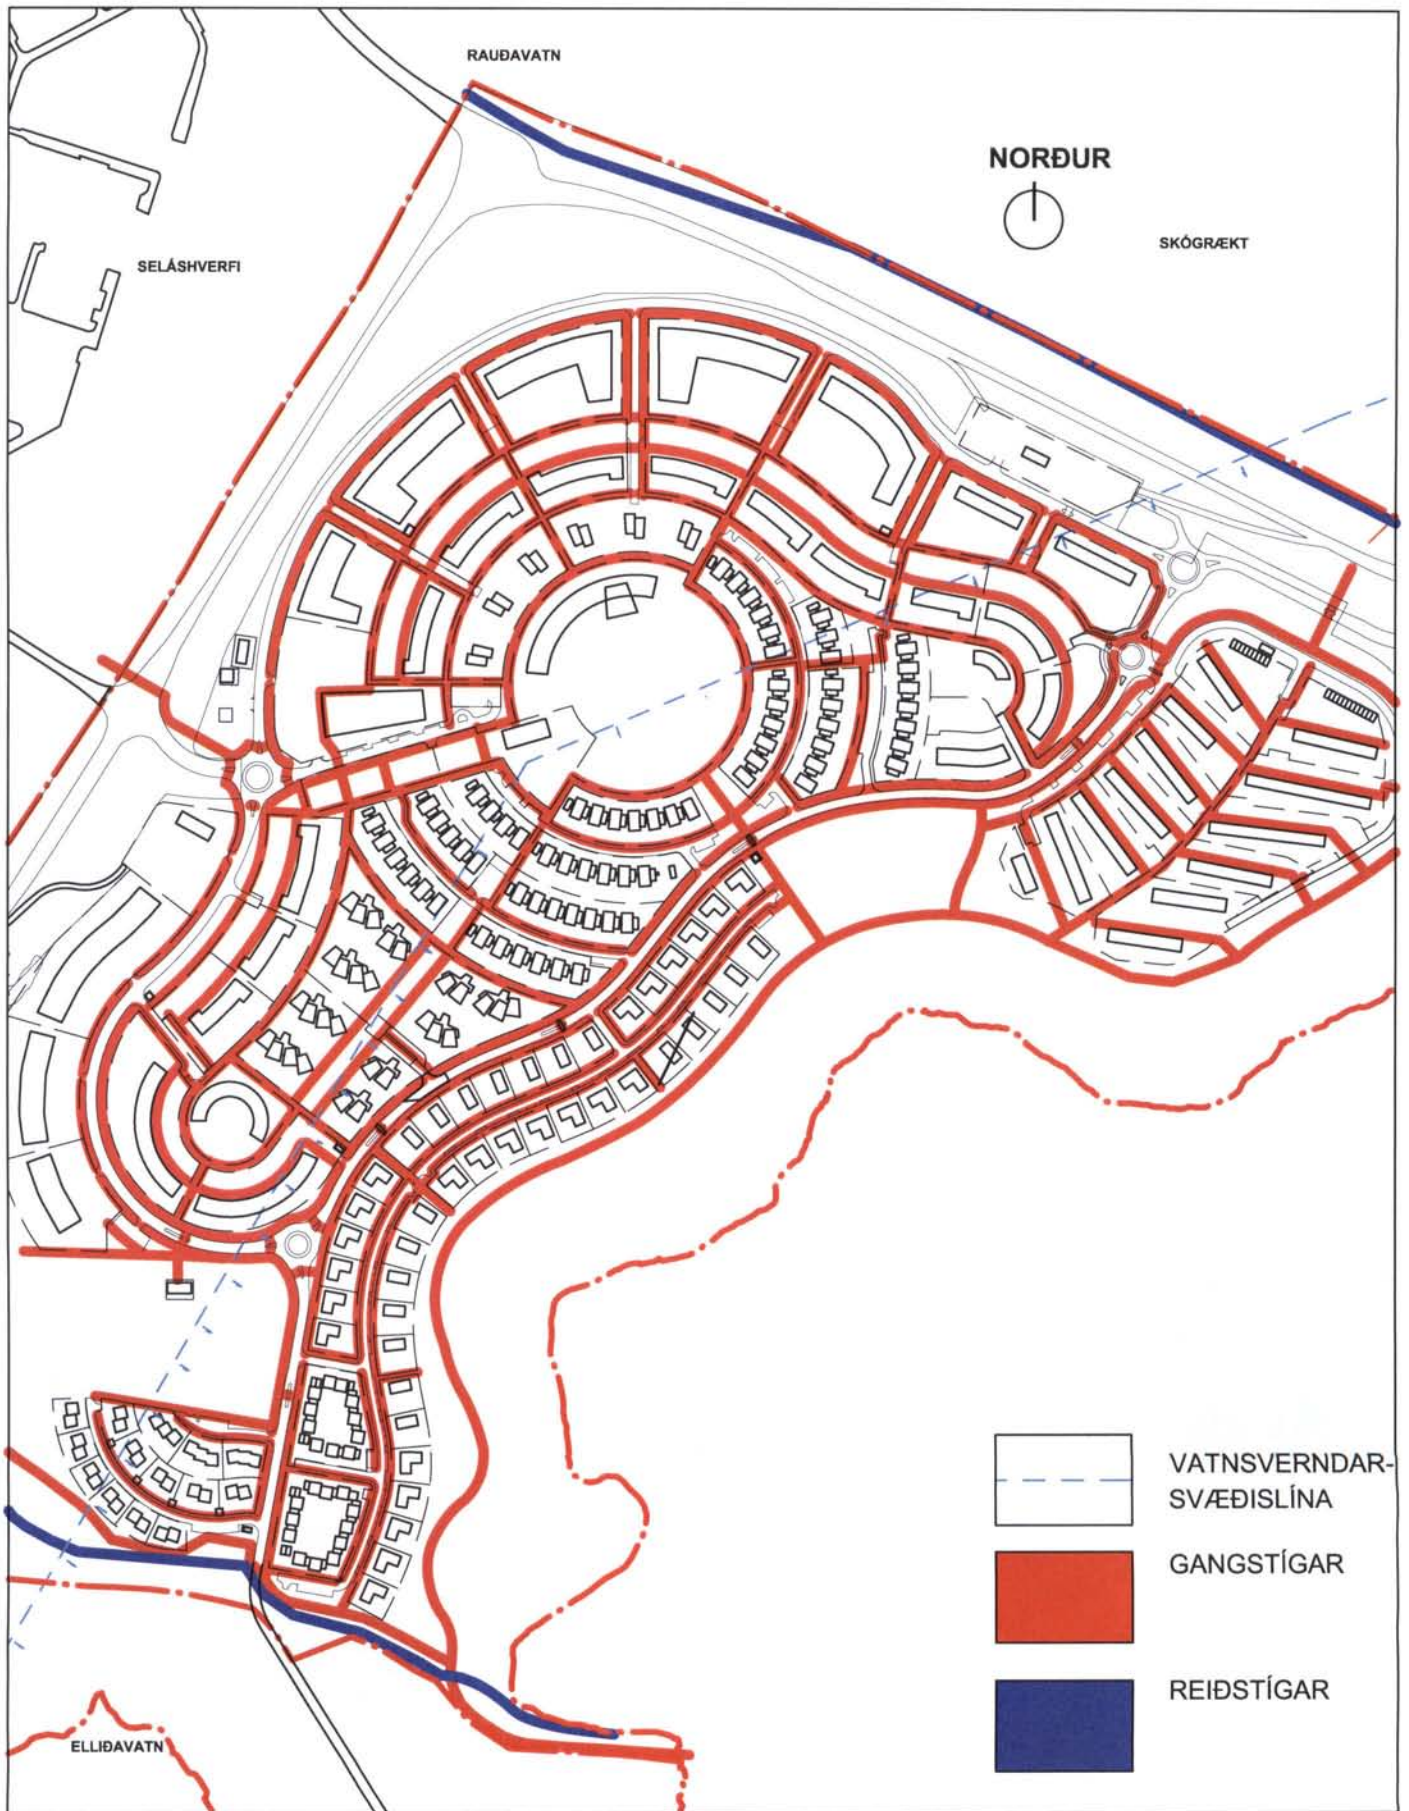 RAUÐAVATN
NORÐUR
SKÓGRÆKT
SELÁSHVERFI
VATNSVERNDAR-
SVÆÐISLÍNA
GANGSTÍGAR
REIÐSTÍGAR
ELLIÐAVATN